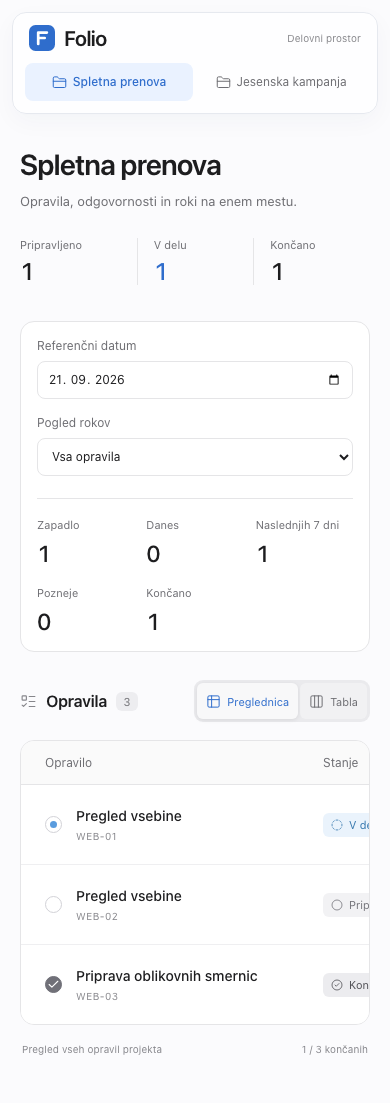 Folio
Delovni prostor
Spletna prenova
Jesenska kampanja
Spletna prenova
Opravila, odgovornosti in roki na enem mestu.
Pripravljeno
V delu
Končano
1
1
1
Referenčni datum
21. 09. 2026
Pogled rokov
Vsa opravila
Zapadlo
Danes
Naslednjih 7 dni
1
0
1
Pozneje
Končano
0
1
Opravila
3
Preglednica
Tabla
Opravilo
Stanje
Pregled vsebine
WEB-01
V de
Pregled vsebine
WEB-02
Prip
Priprava oblikovnih smernic
WEB-03
Kon
Pregled vseh opravil projekta
1 / 3 končanih